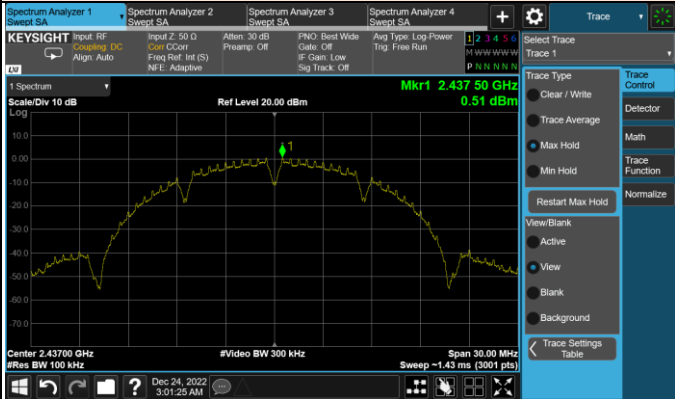 Spectrum Analyzer 1
Swept SA
Spectrum Analyzer 2
Swept SA
Spectrum Analyzer 3
Swept SA
Spectrum Analyzer 4
Swept SA
+
Trace
KEYSIGHT
LXI
Input: RF
Coupling: DC
Align: Auto
Input Z: 50 Ω
Corr CCorr
Freq Ref: Int (S)
NFE: Adaptive
Atten: 30 dB
Preamp: Off
PNO: Best Wide
Gate: Off
IF Gain: Low
Sig Track: Off
Avg Type: Log-Power
Trig: Free Run
1 2 3 4 5 6
M W W W W W
P N N N N N
Select Trace
Trace 1
1 Spectrum
Mkr1 2.437 50 GHz
0.51 dBm
Scale/Div 10 dB
Ref Level 20.00 dBm
Log
10.0
0.00
-10.0
-20.0
-30.0
-40.0
-50.0
-60.0
-70.0
1
Center 2.43700 GHz
#Video BW 300 kHz
Span 30.00 MHz
#Res BW 100 kHz
Sweep ~1.43 ms (3001 pts)
Trace Type
Clear / Write
Trace Average
Max Hold
Min Hold
Restart Max Hold
View/Blank
Active
View
Blank
Background
Trace Settings
Table
Trace
Control
Detector
Math
Trace
Function
Normalize
?
Dec 24, 2022
3:01:25 AM